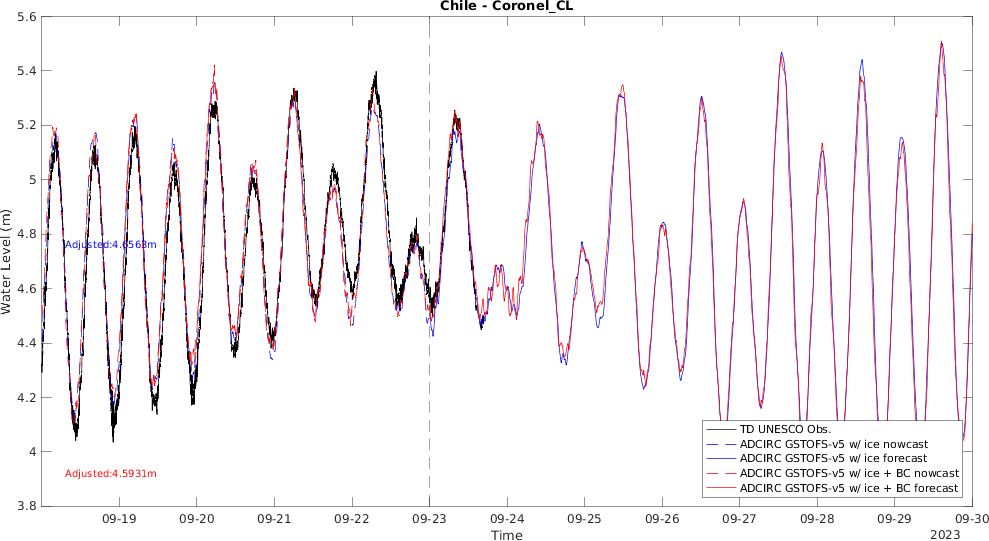 Chile - Coronel_CL
5.6
5.4
5.2
5
4.8
4.6
4.4
4.2
4
3.8
Water Level (m)
Adjusted:4.6563m
Adjusted:4.5931m
TD UNESCO Obs.
ADCIRC GSTOFS-v5 w/ ice nowcast
ADCIRC GSTOFS-v5 w/ ice forecast
ADCIRC GSTOFS-v5 w/ ice + BC nowcast
ADCIRC GSTOFS-v5 w/ ice + BC forecast
09-19 09-20 09-21 09-22 09-23 09-24 09-25 09-26 09-27 09-28 09-29 09-30
Time
2023